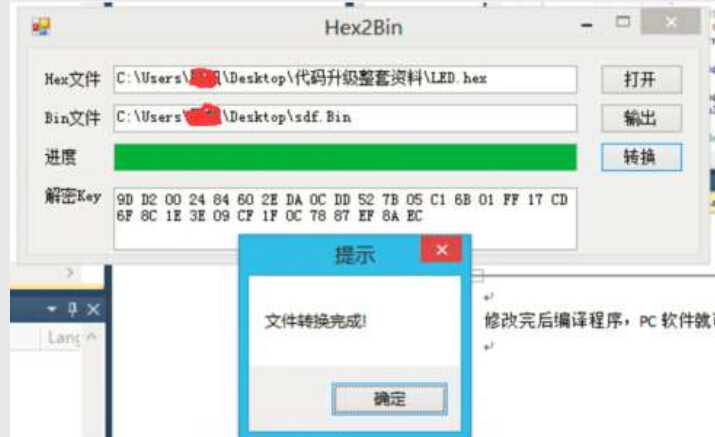 Hex2Bin
Hex文件 C:\Users\ \Desktop\代码升级整套资料\LED.hex 打开
Bin文件 C:\Users\ \Desktop\sdf.Bin 输出
进度 转换
解密Key 9D D2 00 24 84 60 2E DA 0C DD 52 7B 05 C1 6B 01 FF 17 CD
6F 8C 1E 3E 09 CF 1F 0C 78 87 EF 8A EC
提示
文件转换完成!
修改完后编译程序，PC 软件就
Lang
确定